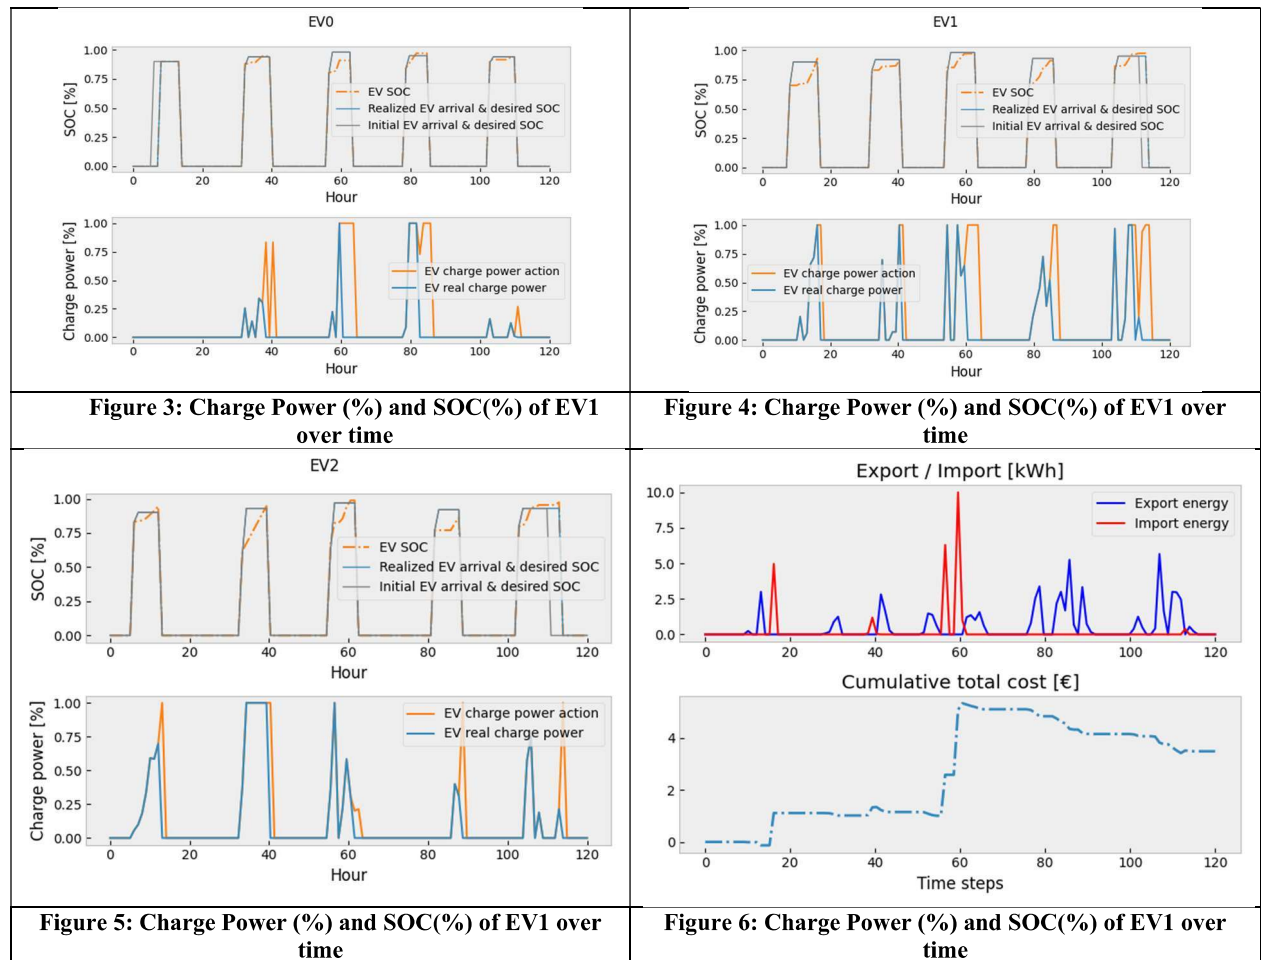 EV0
1.00
0.75
0.50
0.25
0.00
SOC [%]
EV SOC
Realized EV arrival & desired SOC
Initial EV arrival & desired SOC
0 20 40 60 80 100 120
Hour
1.00
0.75
0.50
0.25
0.00
Charge power [%]
EV charge power action
EV real charge power
0 20 40 60 80 100 120
Hour
Figure 3: Charge Power (%) and SOC(%) of EV1
over time
EV1
1.00
0.75
0.50
0.25
0.00
SOC [%]
EV SOC
Realized EV arrival & desired SOC
Initial EV arrival & desired SOC
0 20 40 60 80 100 120
Hour
1.00
0.75
0.50
0.25
0.00
Charge power [%]
EV charge power action
EV real charge power
0 20 40 60 80 100 120
Hour
Figure 4: Charge Power (%) and SOC(%) of EV1 over
time
EV2
1.00
0.75
0.50
0.25
0.00
SOC [%]
EV SOC
Realized EV arrival & desired SOC
Initial EV arrival & desired SOC
0 20 40 60 80 100 120
Hour
1.00
0.75
0.50
0.25
0.00
Charge power [%]
EV charge power action
EV real charge power
0 20 40 60 80 100 120
Hour
Figure 5: Charge Power (%) and SOC(%) of EV1 over
time
Export / Import [kWh]
10.0
7.5
5.0
2.5
0.0
Export energy
Import energy
0 20 40 60 80 100 120
Cumulative total cost [€]
4
2
0
0 20 40 60 80 100 120
Time steps
Figure 6: Charge Power (%) and SOC(%) of EV1 over
time